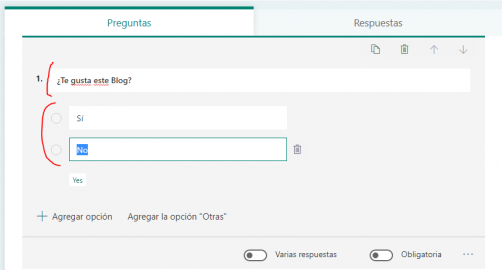 Preguntas
Respuestas
1. ¿Te gusta este Blog?
Sí
No
Yes
Agregar opción Agregar la opción "Otras"
Varias respuestas Obligatoria